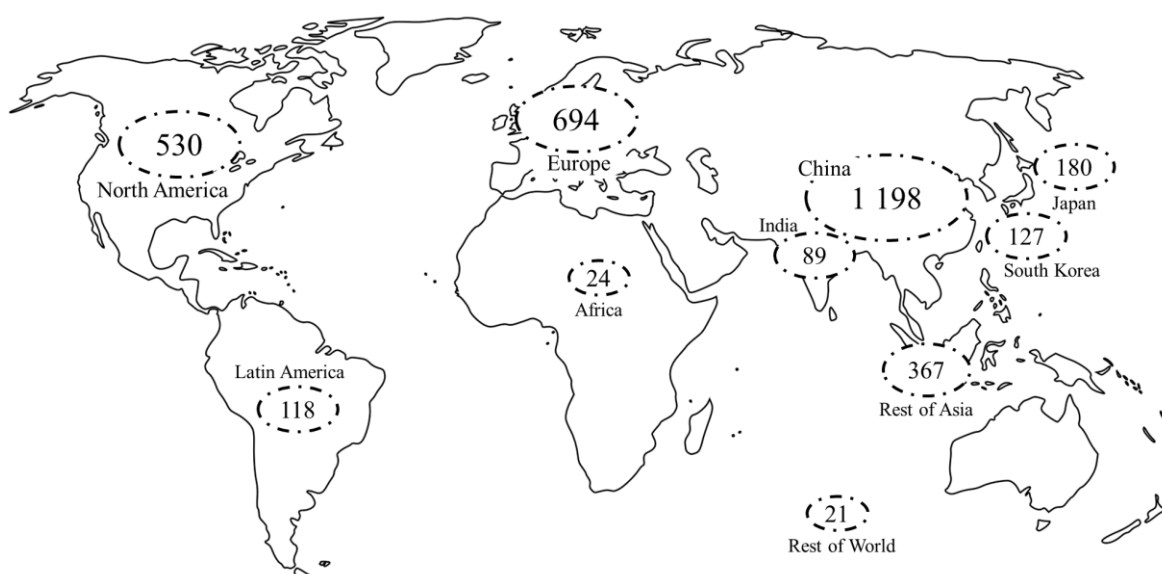 530
North America
694
Europe
China
1 198
180
Japan
India
89
127
South Korea
24
Africa
367
Rest of Asia
Latin America
118
21
Rest of World